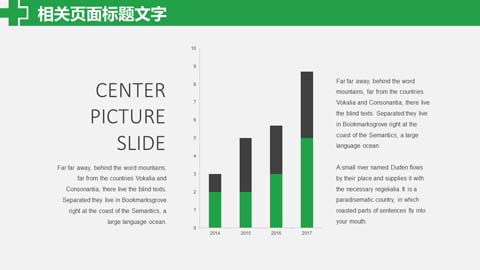 相关页面标题文字
CENTER
PICTURE
SLIDE
Far far away, behind the word mountains,
far from the countries Vokalia and
Consonantia, there live the blind texts.
Separated they live in Bookmarksgrove
right at the coast of the Semantics, a
large language ocean.
10
9
8
7
6
5
4
3
2
1
0
2014
2015
2016
2017
Far far away, behind the word
mountains, far from the countries
Vokalia and Consonantia, there live
the blind texts. Separated they live
in Bookmarksgrove right at the
coast of the Semantics, a large
language ocean.
A small river named Duden flows
by their place and supplies it with
the necessary regelialia. It is a
paradisematic country, in which
roasted parts of sentences fly into
your mouth.